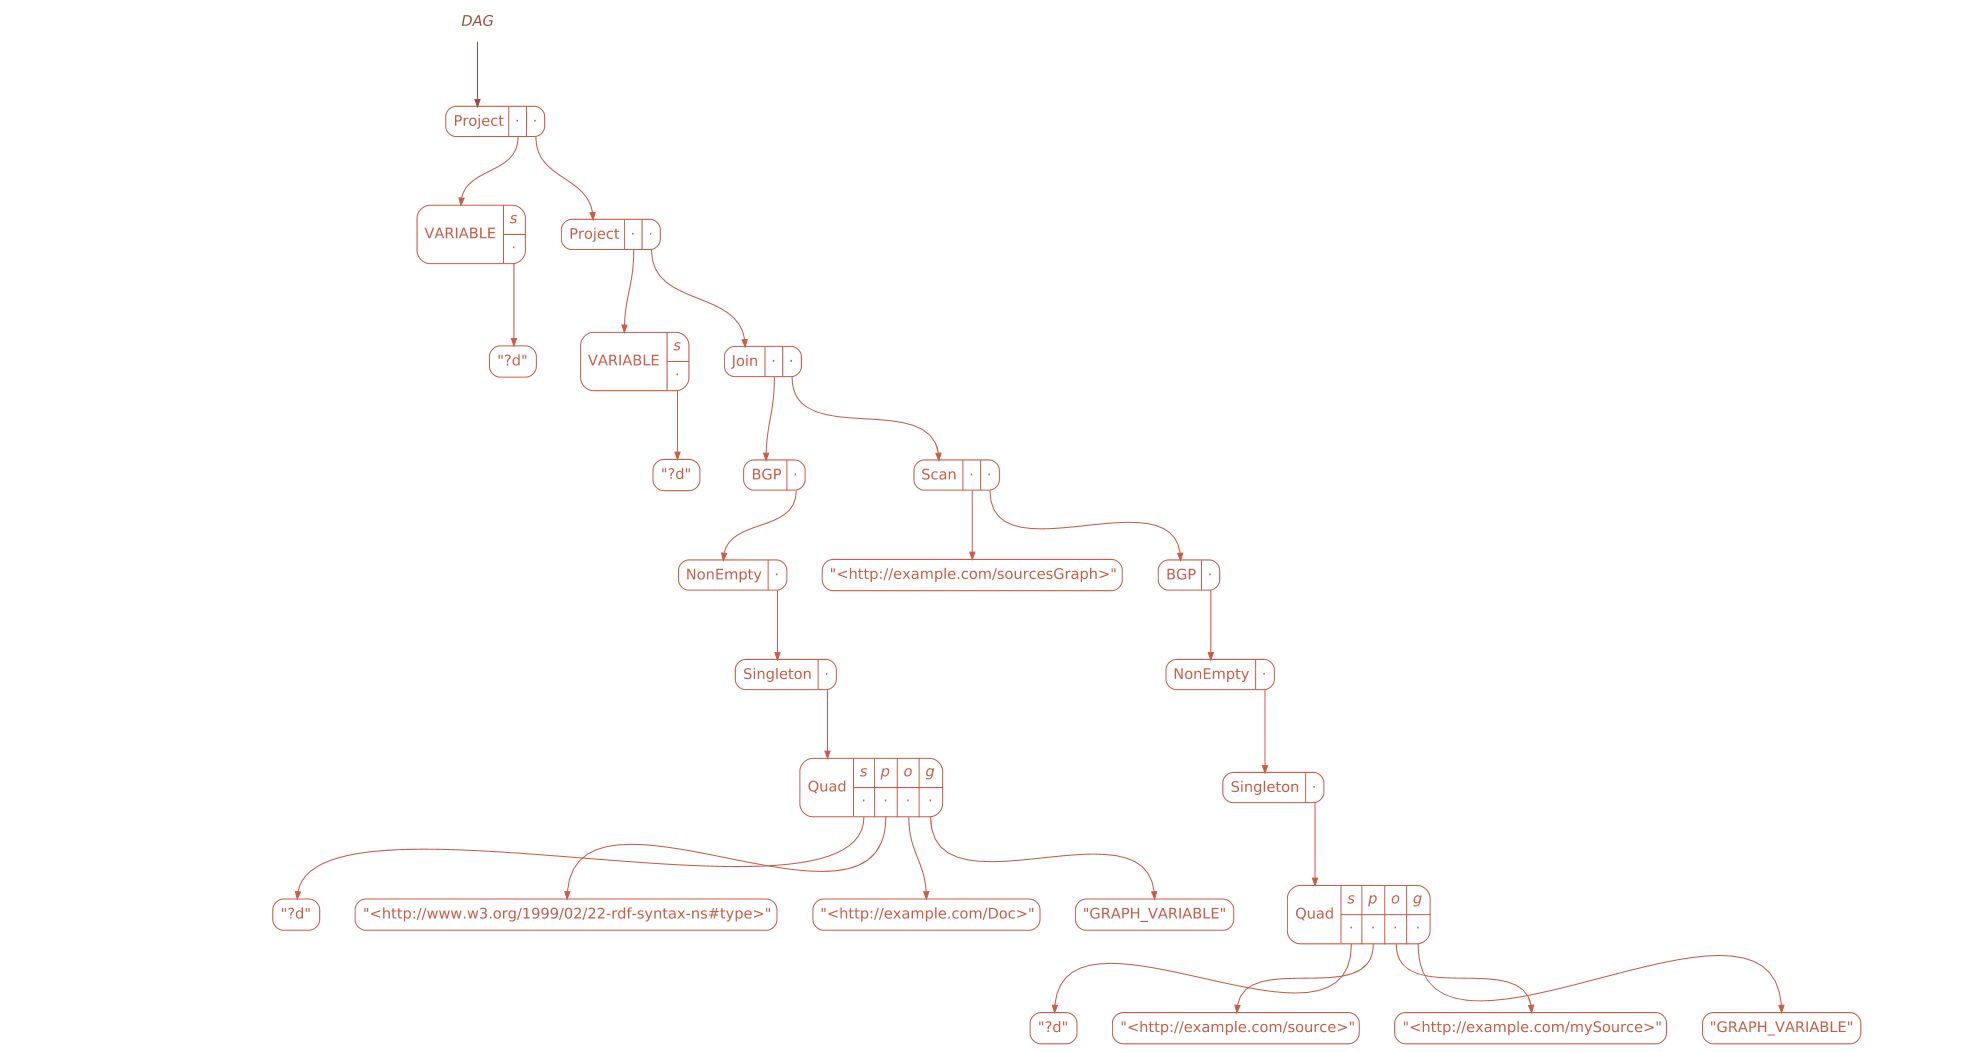 DAG
Project · ·
VARIABLE s ·
Project · ·
"?d"
VARIABLE s ·
Join · ·
"?d"
BGP ·
Scan · ·
NonEmpty ·
"<http://example.com/sourcesGraph>"
BGP ·
Singleton ·
NonEmpty ·
Quad s p o g · · · ·
Singleton ·
"?d"
"<http://www.w3.org/1999/02/22-rdf-syntax-ns#type>"
"<http://example.com/Doc>"
"GRAPH_VARIABLE"
Quad s p o g · · · ·
"?d"
"<http://example.com/source>"
"<http://example.com/mySource>"
"GRAPH_VARIABLE"